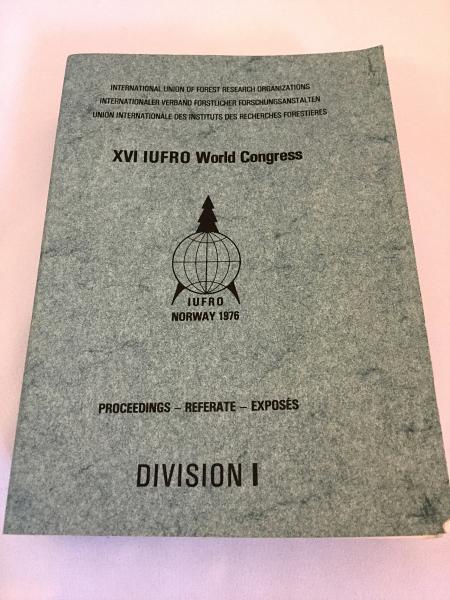 INTERNATIONAL UNION OF FOREST RESEARCH ORGANIZATIONS
INTERNATIONALER VERBAND FORSTLICHER FORSCHUNGSANSTALTEN
UNION INTERNATIONALE DES INSTITUTS DES RECHERCHES FORESTIERES
XVI IUFRO World Congress
IUFRO
NORWAY 1976
PROCEEDINGS – REFERATE – EXPOSÉS
DIVISION I